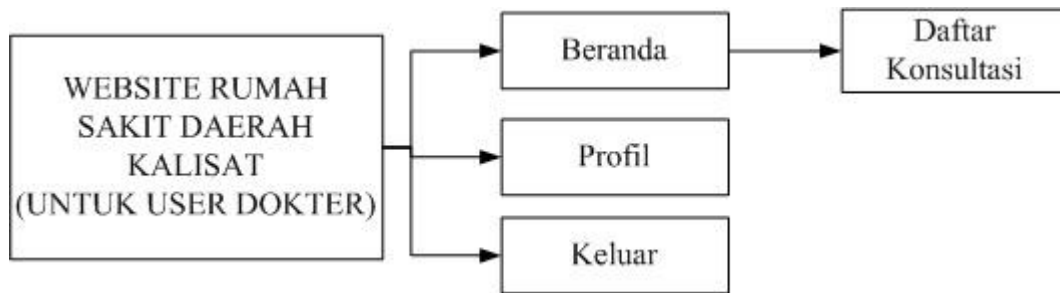 WEBSITE RUMAH
SAKIT DAERAH
KALISAT
(UNTUK USER DOKTER)
Beranda
Daftar
Konsultasi
Profil
Keluar